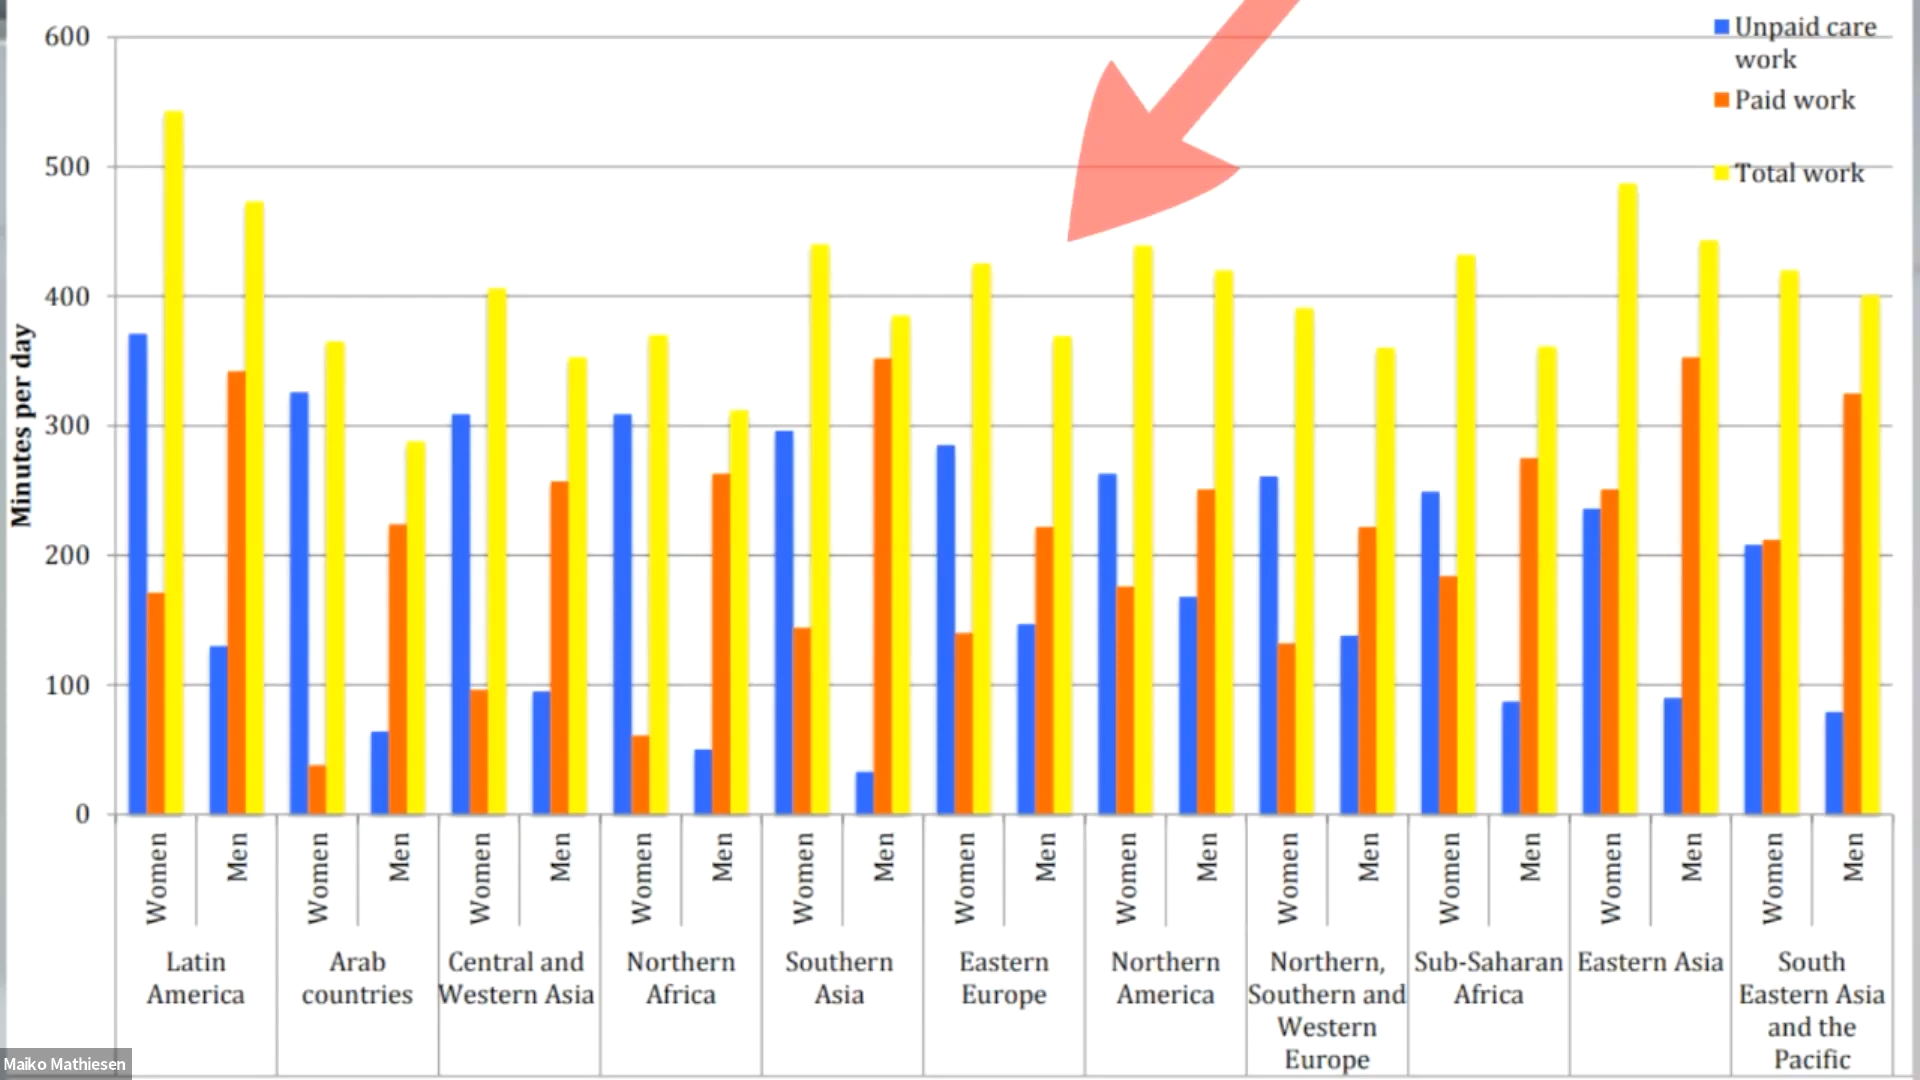 600
500
400
300
200
100
0
Minutes per day
Unpaid care
work
Paid work
Total work
Women
Men
Women
Men
Women
Men
Women
Men
Women
Men
Women
Men
Women
Men
Women
Men
Women
Men
Women
Men
Women
Men
Latin
America
Arab
countries
Central and
Western Asia
Northern
Africa
Southern
Asia
Eastern
Europe
Northern
America
Northern,
Southern and
Western
Europe
Sub-Saharan
Africa
Eastern Asia
South
Eastern Asia
and the
Pacific
Maiko Mathiesen